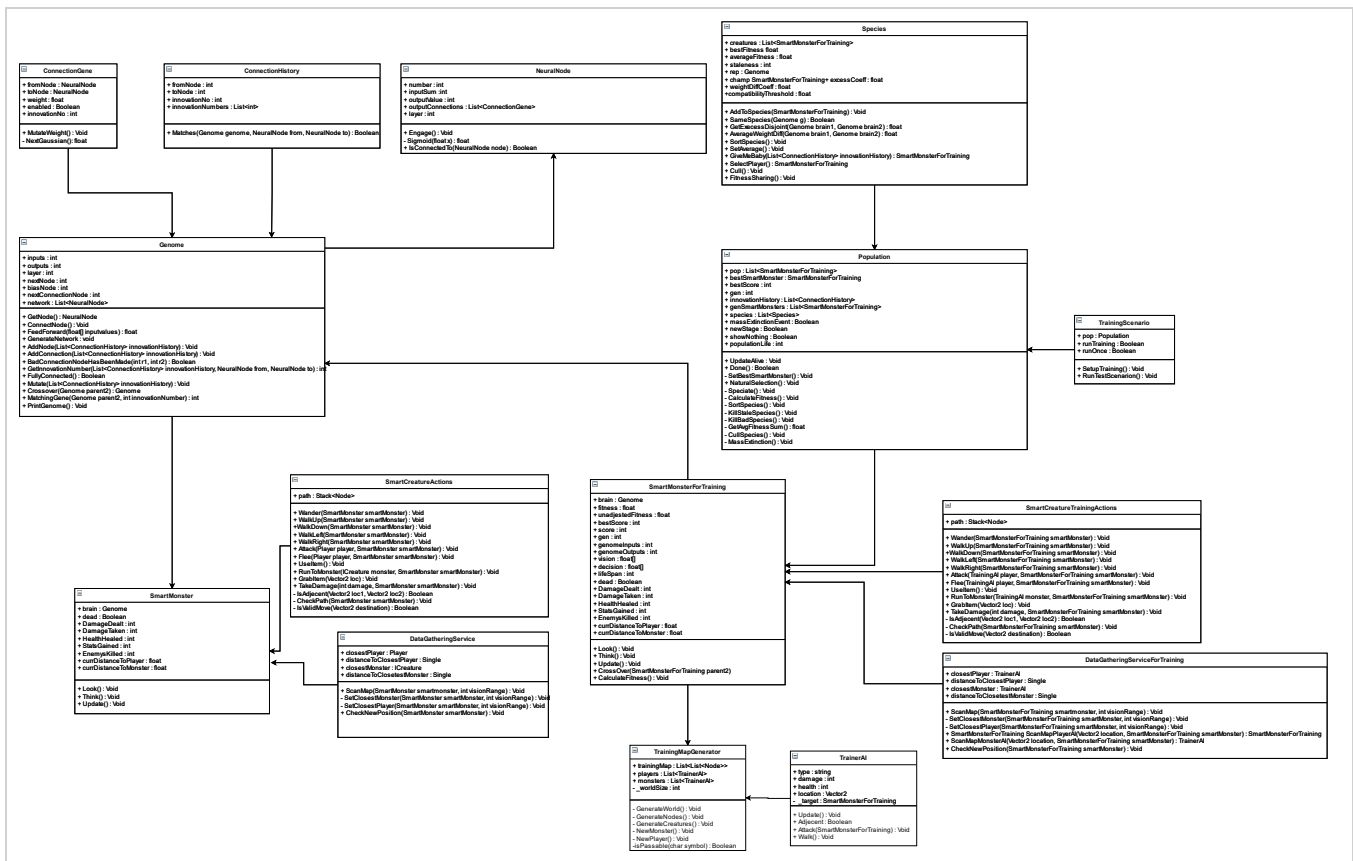 ConnectionGene
+ fromNode : NeuralNode
+ toNode : NeuralNode
+ weight : float
+ enabled : Boolean
+ innovationNo : int
+ MutateWeight() : Void
- NextGaussian(): float
ConnectionHistory
+ fromNode : int
+ toNode : int
+ innovationNo : int
+ innovationNumbers : List<int>
+ Matches(Genome genome, NeuralNode from, NeuralNode to) : Boolean
NeuralNode
+ number : int
+ inputSum : int
+ outputValue : int
+ outputConnections : List<ConnectionGene>
+ layer : int
+ Engage() : Void
- Sigmoid(float x) : float
+ IsConnectedTo(NeuralNode node) : Boolean
Species
+ creatures : List<SmartMonsterForTraining>
+ bestFitness float
+ averageFitness : float
+ staleness : int
+ rep : Genome
+ champ SmartMonsterForTraining+ excessCoeff : float
+ weightDiffCoeff : float
+compatibilityThreshold : float
+ AddToSpecies(SmartMonsterForTraining) : Void
+ SameSpecies(Genome g) : Boolean
+ GetExecessDisjoint(Genome brain1, Genome brain2) : float
+ AverageWeightDiff(Genome brain1, Genome brain2) : float
+ SortSpecies() : Void
+ SetAverage() : Void
+ GiveMeBaby(List<ConnectionHistory> innovationHistory) : SmartMonsterForTraining
+ SelectPlayer() : SmartMonsterForTraining
+ Cull() : Void
+ FitnessSharing() : Void
Genome
+ inputs : int
+ outputs : int
+ layer : int
+ nextNode : int
+ biasNode : int
+ nextConnectionNode : int
+ network : List<NeuralNode>
+ GetNode() : NeuralNode
+ ConnectNode() : Void
+ FeedForward(float[] inputvalues) : float
+ GenerateNetwork : void
+ AddNode(List<ConnectionHistory> innovationHistory) : Void
+ AddConnection(List<ConnectionHistory> innovationHistory) : Void
+ BadConnectionNodeHasBeenMade(int r1, int r2) : Boolean
+ GetInnovationNumber(List<ConnectionHistory> innovationHistory, NeuralNode from, NeuralNode to) : int
+ FullyConnected() : Boolean
+ Mutate(List<ConnectionHistory> innovationHistory) : Void
+ Crossover(Genome parent2) : Genome
+ MatchingGene(Genome parent2, int innovationNumber) : int
+ PrintGenome() : Void
Population
+ pop : List<SmartMonsterForTraining>
+ bestSmartMonster : SmartMonsterForTraining
+ bestScore : int
+ gen : int
+ innovationHistory : List<ConnectionHistory>
+ genSmartMonsters : List<SmartMonsterForTraining>
+ species : List<Species>
+ massExtinctionEvent : Boolean
+ newStage : Boolean
+ showNothing : Boolean
+ populationLife : int
+ UpdateAlive : Void
+ Done() : Boolean
- SetBestSmartMonster() : Void
+ NaturalSelection() : Void
- Speciate() : Void
- CalculateFitness() : Void
- SortSpecies() : Void
- KillStaleSpecies() : Void
- KillBadSpecies() : Void
- GetAvgFitnessSum() : float
- CullSpecies() : Void
- MassExtinction() : Void
TrainingScenario
+ pop : Population
+ runTraining : Boolean
+ runOnce : Boolean
+ SetupTraining() : Void
+ RunTestScenarion() : Void
SmartCreatureActions
+ path : Stack<Node>
+ Wander(SmartMonster smartMonster) : Void
+ WalkUp(SmartMonster smartMonster) : Void
+WalkDown(SmartMonster smartMonster) : Void
+ WalkLeft(SmartMonster smartMonster) : Void
+ WalkRight(SmartMonster smartMonster) : Void
+ Attack(Player player, SmartMonster smartMonster) : Void
+ Flee(Player player, SmartMonster smartMonster) : Void
+ UseItem() : Void
+ RunToMonster(ICreature monster, SmartMonster smartMonster) : Void
+ GrabItem(Vector2 loc) : Void
+ TakeDamage(int damage, SmartMonster smartMonster) : Void
- IsAdjecent(Vector2 loc1, Vector2 loc2) : Boolean
- CheckPath(SmartMonster smartMonster) : Void
- IsValidMove(Vector2 destination) : Boolean
SmartMonsterForTraining
+ brain : Genome
+ fitness : float
+ unadjestedFitness : float
+ bestScore : int
+ score : int
+ gen : int
+ genomeInputs : int
+ genomeOutputs : int
+ vision : float[]
+ decision : float[]
+ lifeSpan : int
+ dead : Boolean
+ DamageDealt : int
+ DamageTaken : int
+ HealthHealed : int
+ StatsGained : int
+ EnemysKilled : int
+ currDistanceToPlayer : float
+ currDistanceToMonster : float
+ Look() : Void
+ Think() : Void
+ Update() : Void
+ CrossOver(SmartMonsterForTraining parent2)
+ CalculateFitness() : Void
SmartCreatureTrainingActions
+ path : Stack<Node>
+ Wander(SmartMonsterForTraining smartMonster) : Void
+ WalkUp(SmartMonsterForTraining smartMonster) : Void
+WalkDown(SmartMonsterForTraining smartMonster) : Void
+ WalkLeft(SmartMonsterForTraining smartMonster) : Void
+ WalkRight(SmartMonsterForTraining smartMonster) : Void
+ Attack(TrainingAI player, SmartMonsterForTraining smartMonster) : Void
+ Flee(TrainingAI player, SmartMonsterForTraining smartMonster) : Void
+ UseItem() : Void
+ RunToMonster(TrainingAI monster, SmartMonsterForTraining smartMonster) : Void
+ GrabItem(Vector2 loc) : Void
+ TakeDamage(int damage, SmartMonsterForTraining smartMonster) : Void
- IsAdjecent(Vector2 loc1, Vector2 loc2) : Boolean
- CheckPath(SmartMonsterForTraining smartMonster) : Void
- IsValidMove(Vector2 destination) : Boolean
SmartMonster
+ brain : Genome
+ dead : Boolean
+ DamageDealt : int
+ DamageTaken : int
+ HealthHealed : int
+ StatsGained : int
+ EnemysKilled : int
+ currDistanceToPlayer : float
+ currDistanceToMonster : float
+ Look() : Void
+ Think() : Void
+ Update() : Void
DataGatheringService
+ closestPlayer : Player
+ distanceToClosestPlayer : Single
+ closestMonster : ICreature
+ distanceToClosetestMonster : Single
+ ScanMap(SmartMonster smartmonster, int visionRange) : Void
- SetClosestMonster(SmartMonster smartMonster, int visionRange) : Void
- SetClosestPlayer(SmartMonster smartMonster, int visionRange) : Void
+ CheckNewPosition(SmartMonster smartMonster) : Void
DataGatheringServiceForTraining
+ closestPlayer : TrainerAI
+ distanceToClosestPlayer : Single
+ closestMonster : TrainerAI
+ distanceToClosetestMonster : Single
+ ScanMap(SmartMonsterForTraining smartmonster, int visionRange) : Void
- SetClosestMonster(SmartMonsterForTraining smartMonster, int visionRange) : Void
- SetClosestPlayer(SmartMonsterForTraining smartMonster, int visionRange) : Void
+ SmartMonsterForTraining ScanMapPlayerAI(Vector2 location, SmartMonsterForTraining smartMonster) : SmartMonsterForTraining
+ ScanMapMonsterAI(Vector2 location, SmartMonsterForTraining smartMonster) : TrainerAI
+ CheckNewPosition(SmartMonsterForTraining smartMonster) : Void
TrainingMapGenerator
+ trainingMap : List<List<Node>>
+ players : List<TrainerAI>
+ monsters : List<TrainerAI>
- _worldSize : int
- GenerateWorld() : Void
- GenerateNodes() : Void
- GenerateCreatures() : Void
- NewMonster() : Void
- NewPlayer() : Void
-isPassable(char symbol) : Boolean
TrainerAI
+ type : string
+ damage : int
+ health : int
+ location : Vector2
- _target : SmartMonsterForTraining
+ Update() : Void
+ Adjecent : Boolean
+ Attack(SmartMonsterForTraining) : Void
+ Walk() : Void